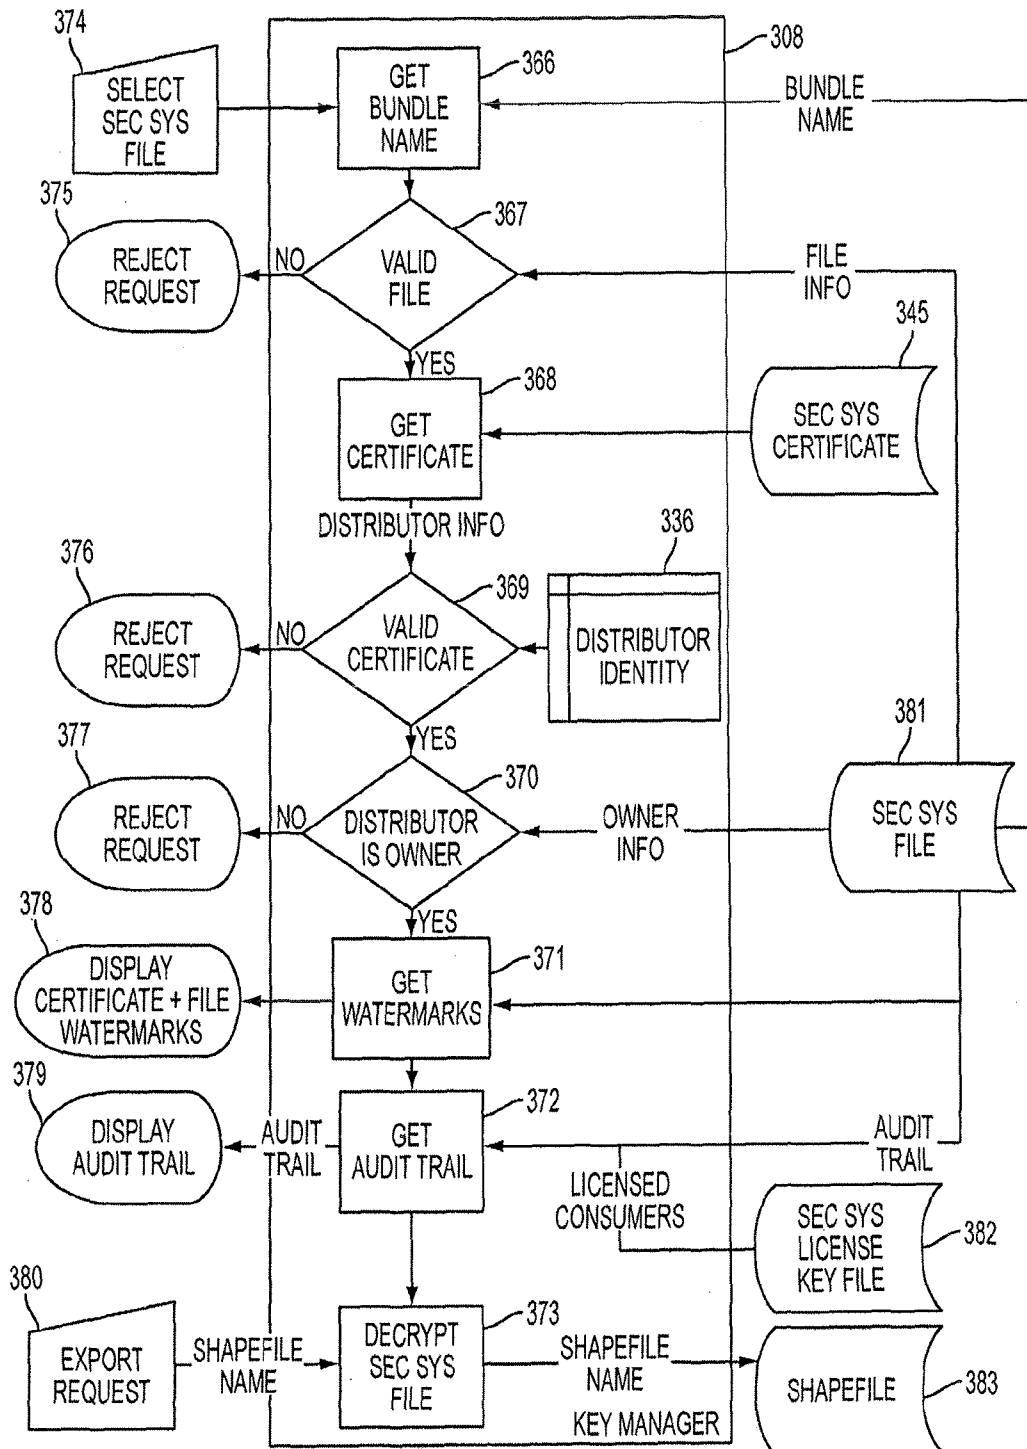 374
308
SELECT
SEC SYS
FILE
GET
BUNDLE
NAME
366
BUNDLE
NAME
375
REJECT
REQUEST
NO
VALID
FILE
367
FILE
INFO
YES
345
368
GET
CERTIFICATE
SEC SYS
CERTIFICATE
DISTRIBUTOR INFO
376
336
369
REJECT
REQUEST
NO
VALID
CERTIFICATE
DISTRIBUTOR
IDENTITY
YES
377
381
370
REJECT
REQUEST
NO
DISTRIBUTOR
IS OWNER
OWNER
INFO
SEC SYS
FILE
YES
378
DISPLAY
CERTIFICATE + FILE
WATERMARKS
GET
WATERMARKS
371
379
DISPLAY
AUDIT TRAIL
AUDIT
TRAIL
GET
AUDIT TRAIL
372
AUDIT
TRAIL
LICENSED
CONSUMERS
SEC SYS
LICENSE
KEY FILE
382
380
EXPORT
REQUEST
SHAPEFILE
NAME
DECRYPT
SEC SYS
FILE
373
SHAPEFILE
NAME
SHAPEFILE
383
KEY MANAGER